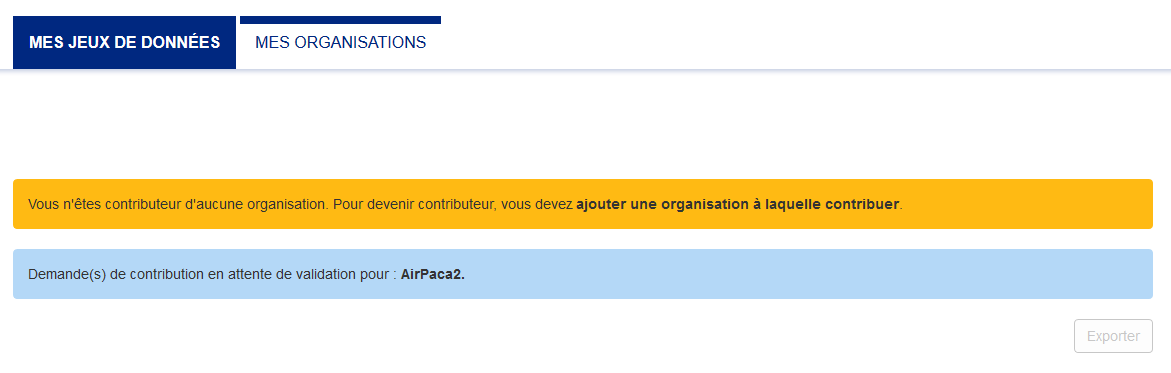 MES JEUX DE DONNÉES
MES ORGANISATIONS
Vous n'êtes contributeur d'aucune organisation. Pour devenir contributeur, vous devez ajouter une organisation à laquelle contribuer.
Demande(s) de contribution en attente de validation pour : AirPaca2.
Exporter